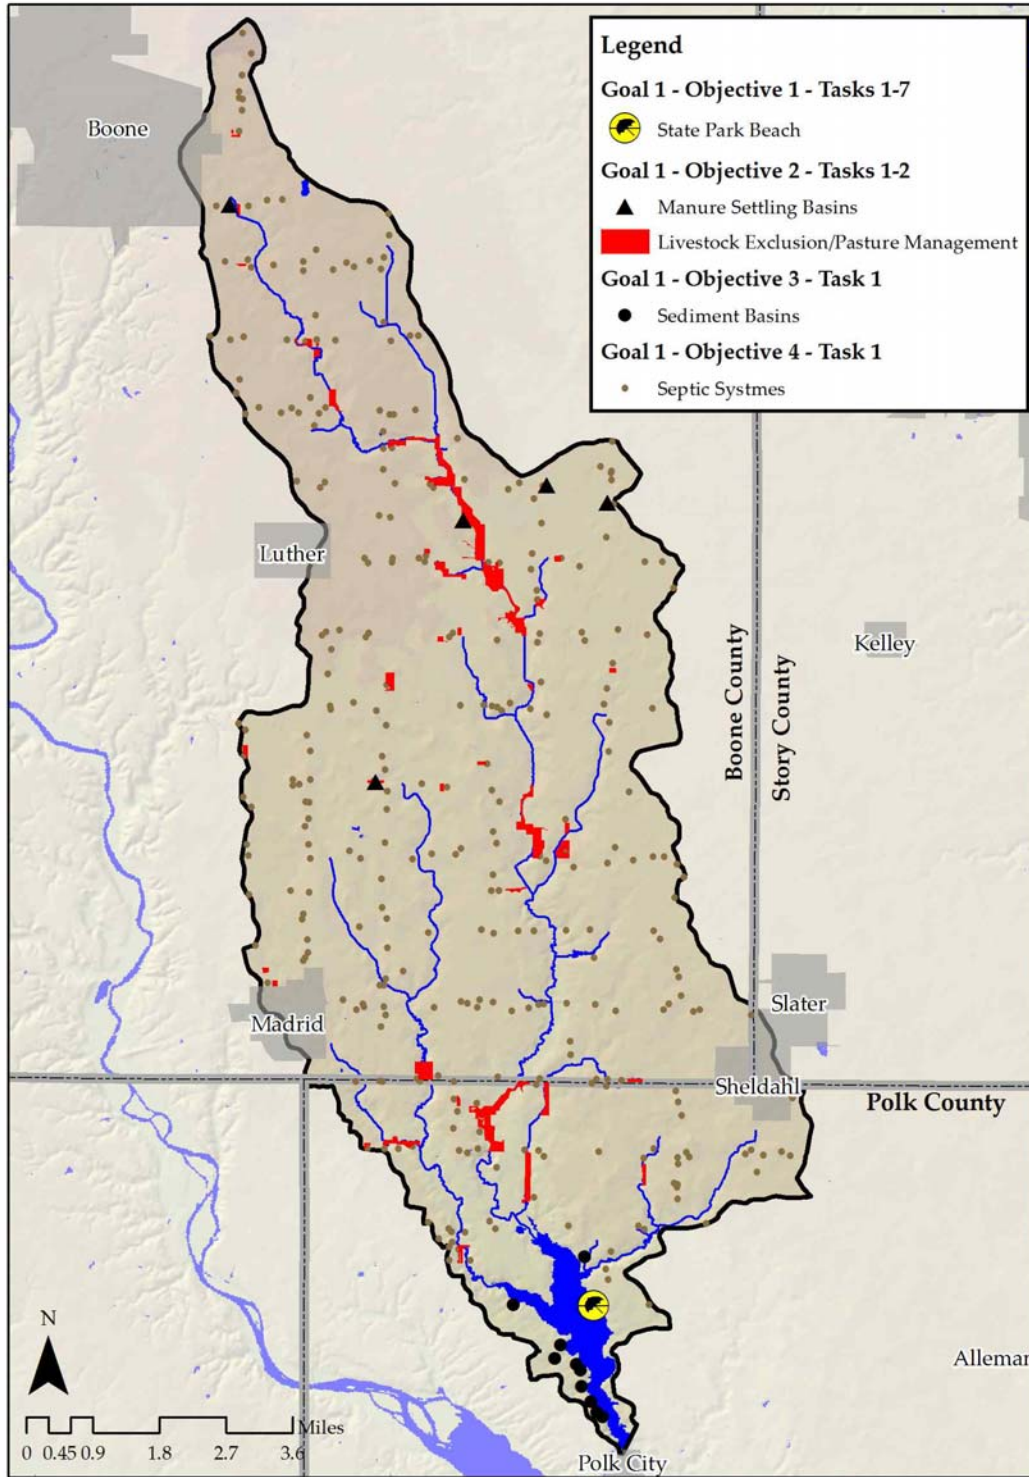 Legend
Goal 1 - Objective 1 - Tasks 1-7
State Park Beach
Goal 1 - Objective 2 - Tasks 1-2
Manure Settling Basins
Livestock Exclusion/Pasture Management
Goal 1 - Objective 3 - Task 1
Sediment Basins
Goal 1 - Objective 4 - Task 1
Septic Systmes
Boone
Luther
Boone County
Story County
Kelley
Madrid
Slater
Sheldahl
Polk County
N
Alleman
Miles
0 0.45 0.9 1.8 2.7 3.6
Polk City